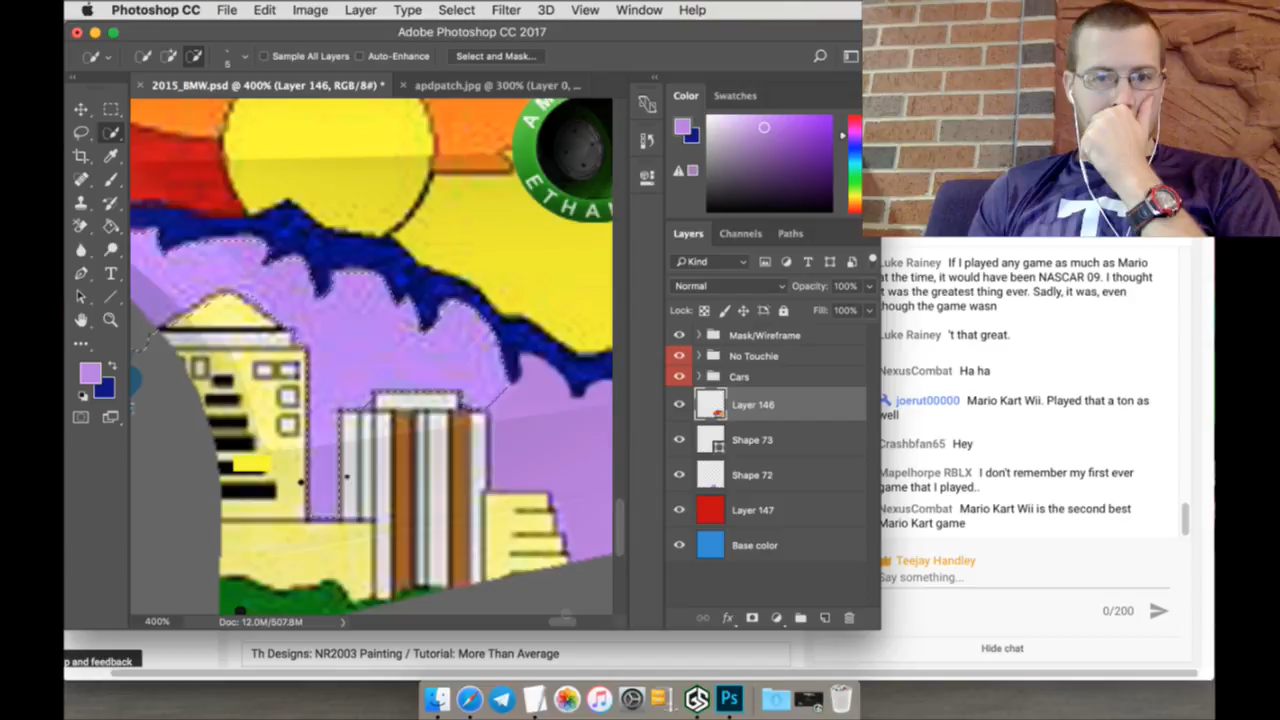 Photoshop CC File Edit Image Layer Type Select Filter 3D View Window Help
Adobe Photoshop CC 2017
5 Sample All Layers Auto-Enhance Select and Mask...
2015_BMW.psd @ 400% (Layer 146, RGB/8#) * apdpatch.jpg @ 300% (Layer 0, ...
Color Swatches
ETHAN
Layers Channels Paths
Kind
Normal Opacity: 100%
Lock: Fill: 100%
Mask/Wireframe
No Touchie
Cars
Layer 146
Shape 73
Shape 72
Layer 147
Base color
400% Doc: 12.0M/507.8M
fx
Luke Rainey If I played any game as much as Mario
at the time, it would have been NASCAR 09. I thought
it was the greatest thing ever. Sadly, it was, even
though the game wasn
Luke Rainey 't that great.
NexusCombat Ha ha
joerut00000 Mario Kart Wii. Played that a ton as
well
Crashbfan65 Hey
Mapelhorpe RBLX I don't remember my first ever
game that I played..
NexusCombat Mario Kart Wii is the second best
Mario Kart game
Teejay Handley
Say something...
0/200
Hide chat
p and feedback
Th Designs: NR2003 Painting / Tutorial: More Than Average
Ps